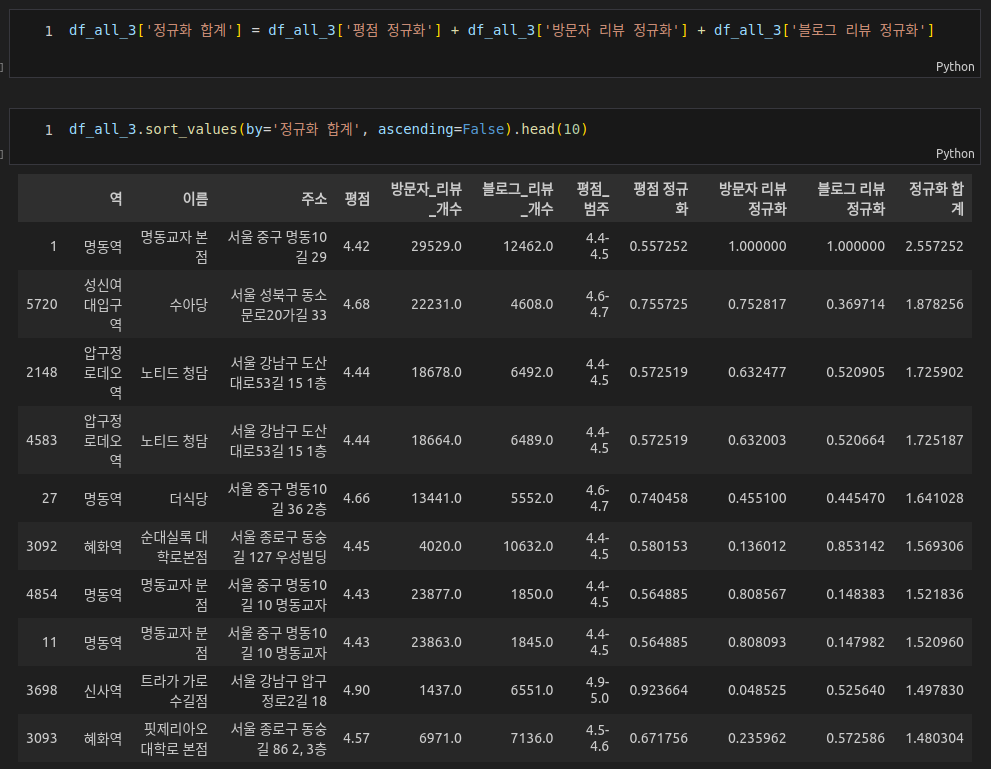 1 df_all_3['정규화 합계'] = df_all_3['평점 정규화'] + df_all_3['방문자 리뷰 정규화'] + df_all_3['블로그 리뷰 정규화']
Python
1 df_all_3.sort_values(by='정규화 합계', ascending=False).head(10)
Python
역 이름 주소 평점 방문자_리뷰 블로그_리뷰 평점_ 평점 정규 방문자 리뷰 블로그 리뷰 정규화 합
_개수 _개수 범주 화 정규화 정규화 계
1 명동역 명동교자 본 서울 중구 명동10 4.42 29529.0 12462.0 4.4- 0.557252 1.000000 1.000000 2.557252
점 길 29 4.5
성신여
5720 대입구 수아당 서울 성북구 동소 4.68 22231.0 4608.0 4.6- 0.755725 0.752817 0.369714 1.878256
역 문로20가길 33 4.7
압구정
2148 로데오 노티드 청담 서울 강남구 도산 4.44 18678.0 6492.0 4.4- 0.572519 0.632477 0.520905 1.725902
역 대로53길 15 1층 4.5
압구정
4583 로데오 노티드 청담 서울 강남구 도산 4.44 18664.0 6489.0 4.4- 0.572519 0.632003 0.520664 1.725187
역 대로53길 15 1층 4.5
27 명동역 더식당 서울 중구 명동10 4.66 13441.0 5552.0 4.6- 0.740458 0.455100 0.445470 1.641028
길 36 2층 4.7
3092 혜화역 순대실록 대 서울 종로구 동숭 4.45 4020.0 10632.0 4.4- 0.580153 0.136012 0.853142 1.569306
학로본점 길 127 우성빌딩 4.5
4854 명동역 명동교자 분 서울 중구 명동10 4.43 23877.0 1850.0 4.4- 0.564885 0.808567 0.148383 1.521836
점 길 10 명동교자 4.5
11 명동역 명동교자 분 서울 중구 명동10 4.43 23863.0 1845.0 4.4- 0.564885 0.808093 0.147982 1.520960
점 길 10 명동교자 4.5
3698 신사역 트라가 가로 서울 강남구 압구 4.90 1437.0 6551.0 4.9- 0.923664 0.048525 0.525640 1.497830
수길점 정로2길 18 5.0
3093 혜화역 핏제리아오 서울 종로구 동숭 4.57 6971.0 7136.0 4.5- 0.671756 0.235962 0.572586 1.480304
대학로 본점 길 86 2, 3층 4.6